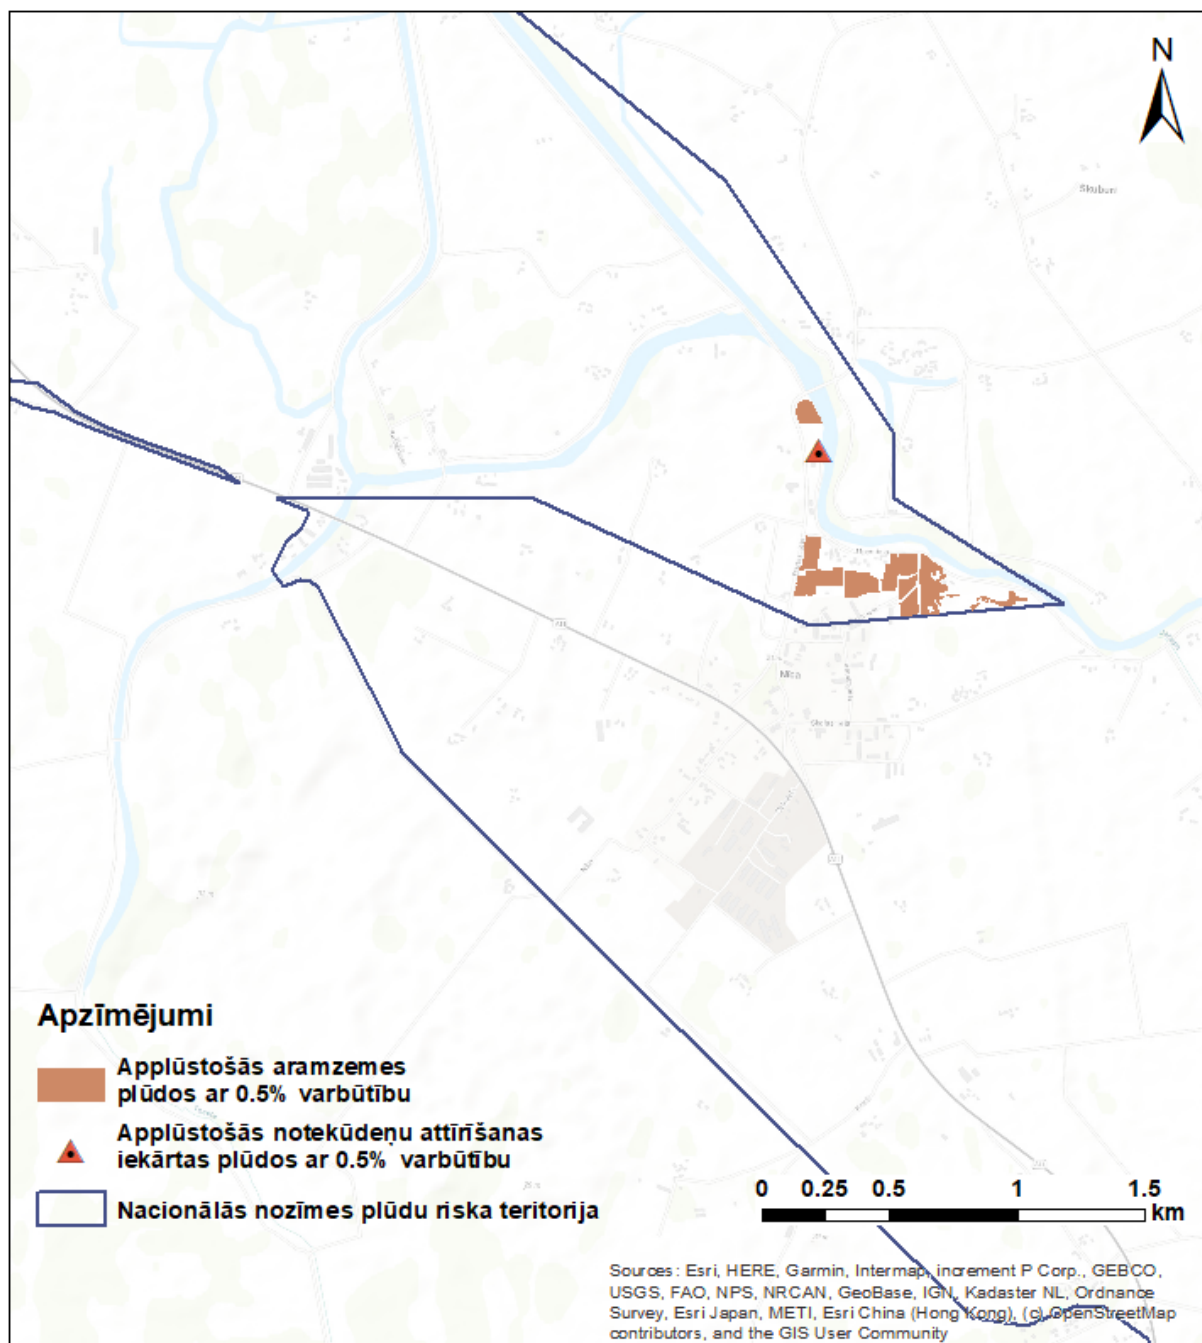 N
Skuburi
Nīca
Apzīmējumi
Applūstošās aramzemes
plūdos ar 0.5% varbūtību
Applūstošās notekūdeņu attīrīšanas
iekārtas plūdos ar 0.5% varbūtību
Nacionālās nozīmes plūdu riska teritorija
0 0.25 0.5 1 1.5
km
Sources: Esri, HERE, Garmin, Intermap, increment P Corp., GEBCO,
USGS, FAO, NPS, NRCAN, GeoBase, IGN, Kadaster NL, Ordnance
Survey, Esri Japan, METI, Esri China (Hong Kong), (c) OpenStreetMap
contributors, and the GIS User Community